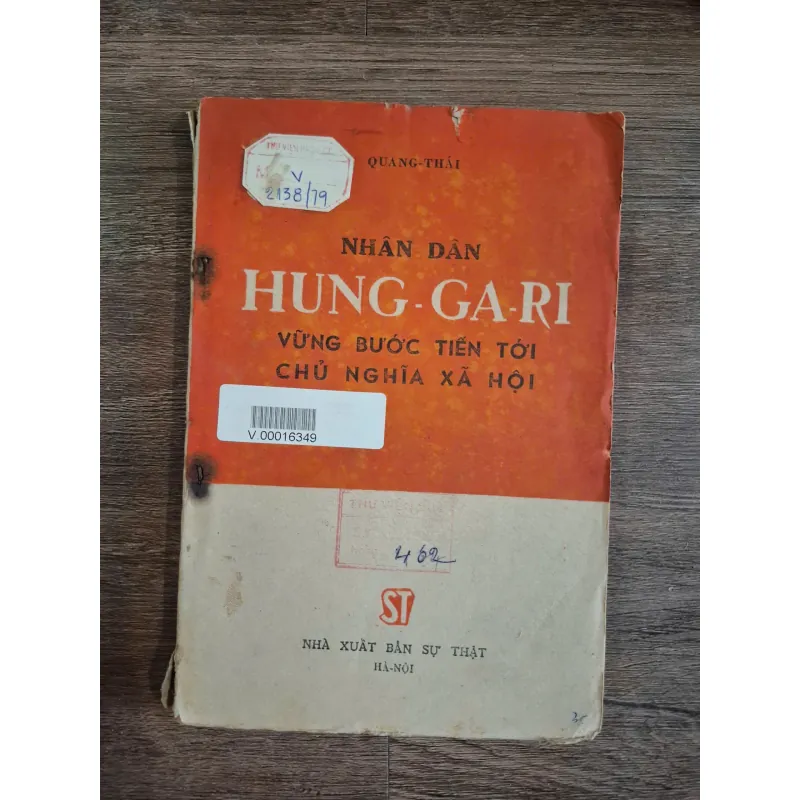 QUANG-THÁI
V
2138/79
NHÂN DÂN
HUNG-GA-RI
VỮNG BƯỚC TIẾN TỚI
CHỦ NGHĨA XÃ HỘI
V.00016349
462
ST
NHÀ XUẤT BẢN SỰ THẬT
HÀ-NỘI